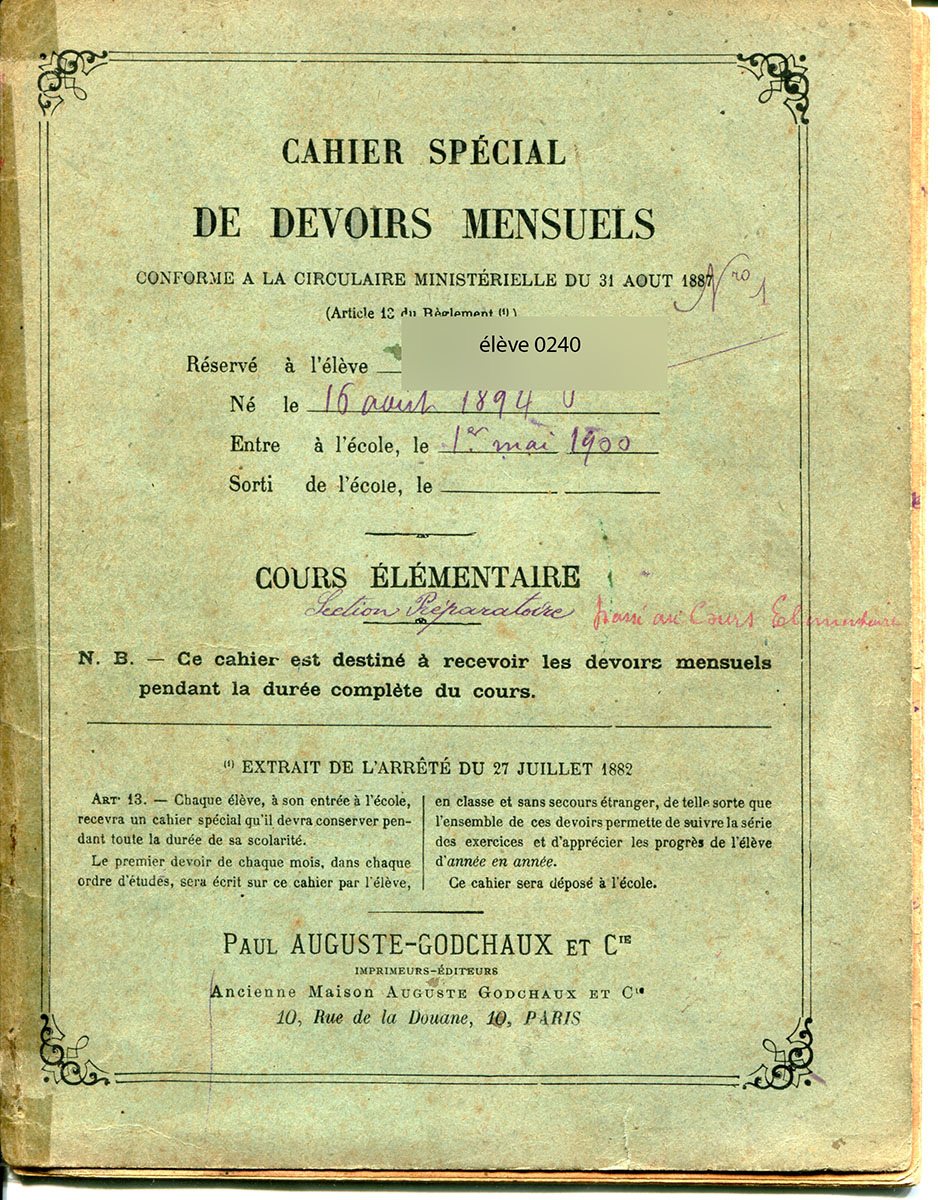 CAHIER SPÉCIAL
DE DEVOIRS MENSUELS
CONFORME A LA CIRCULAIRE MINISTÉRIELLE DU 31 AOUT 1887
Nro 1
(Article 13 du Règlement (1))
Réservé à l'élève élève 0240
Né le 16 aout 1894
Entre à l'école, le 1er mai 1900
Sorti de l'école, le
COURS ÉLÉMENTAIRE
Section Préparatoire passé au Cours Elémentaire
N. B. — Ce cahier est destiné à recevoir les devoirs mensuels
pendant la durée complète du cours.
(1) EXTRAIT DE L'ARRÊTÉ DU 27 JUILLET 1882
ART 13. — Chaque élève, à son entrée à l'école,
recevra un cahier spécial qu'il devra conserver pen-
dant toute la durée de sa scolarité.
Le premier devoir de chaque mois, dans chaque
ordre d'études, sera écrit sur ce cahier par l'élève,
en classe et sans secours étranger, de telle sorte que
l'ensemble de ces devoirs permette de suivre la série
des exercices et d'apprécier les progrès de l'élève
d'année en année.
Ce cahier sera déposé à l'école.
PAUL AUGUSTE-GODCHAUX ET CIE
IMPRIMEURS-ÉDITEURS
Ancienne Maison AUGUSTE GODCHAUX ET Cie
10, Rue de la Douane, 10, PARIS